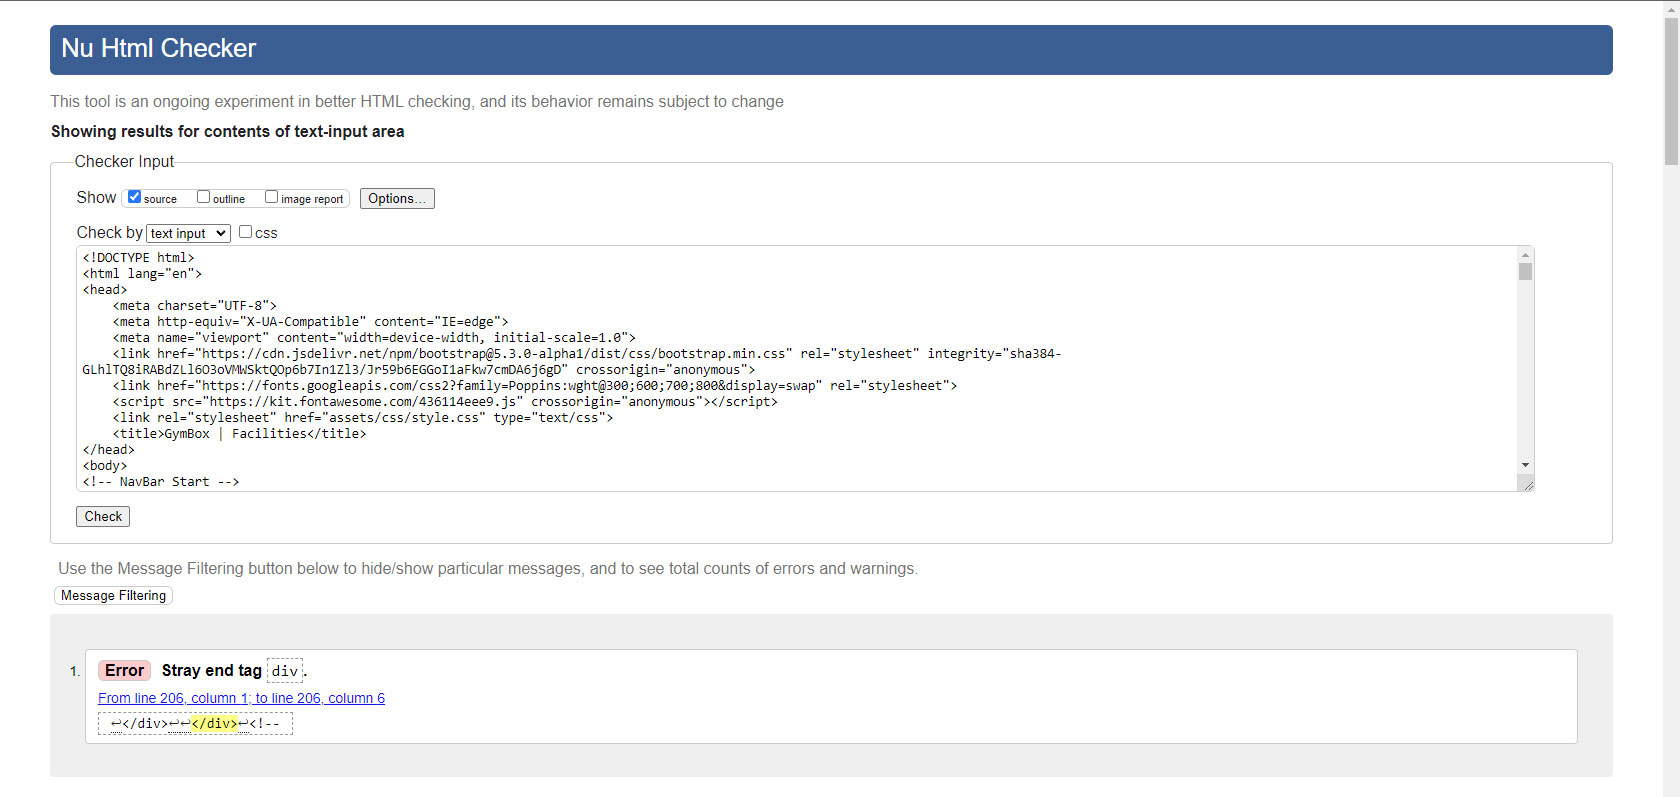 Nu Html Checker
This tool is an ongoing experiment in better HTML checking, and its behavior remains subject to change
Showing results for contents of text-input area
Checker Input
Show source outline image report Options...
Check by text input css
<!DOCTYPE html>
<html lang="en">
<head>
    <meta charset="UTF-8">
    <meta http-equiv="X-UA-Compatible" content="IE=edge">
    <meta name="viewport" content="width=device-width, initial-scale=1.0">
    <link href="https://cdn.jsdelivr.net/npm/bootstrap@5.3.0-alpha1/dist/css/bootstrap.min.css" rel="stylesheet" integrity="sha384-
GLhlTQ8iRABdZLl6O3oVMWSktQOp6b7In1Zl3/Jr59b6EGGoI1aFkw7cmDA6j6gD" crossorigin="anonymous">
    <link href="https://fonts.googleapis.com/css2?family=Poppins:wght@300;600;700;800&display=swap" rel="stylesheet">
    <script src="https://kit.fontawesome.com/436114eee9.js" crossorigin="anonymous"></script>
    <link rel="stylesheet" href="assets/css/style.css" type="text/css">
    <title>GymBox | Facilities</title>
</head>
<body>
<!-- NavBar Start -->
Check
Use the Message Filtering button below to hide/show particular messages, and to see total counts of errors and warnings.
Message Filtering
1. Error Stray end tag div.
From line 206, column 1; to line 206, column 6
↩</div>↩↩</div>↩<!--